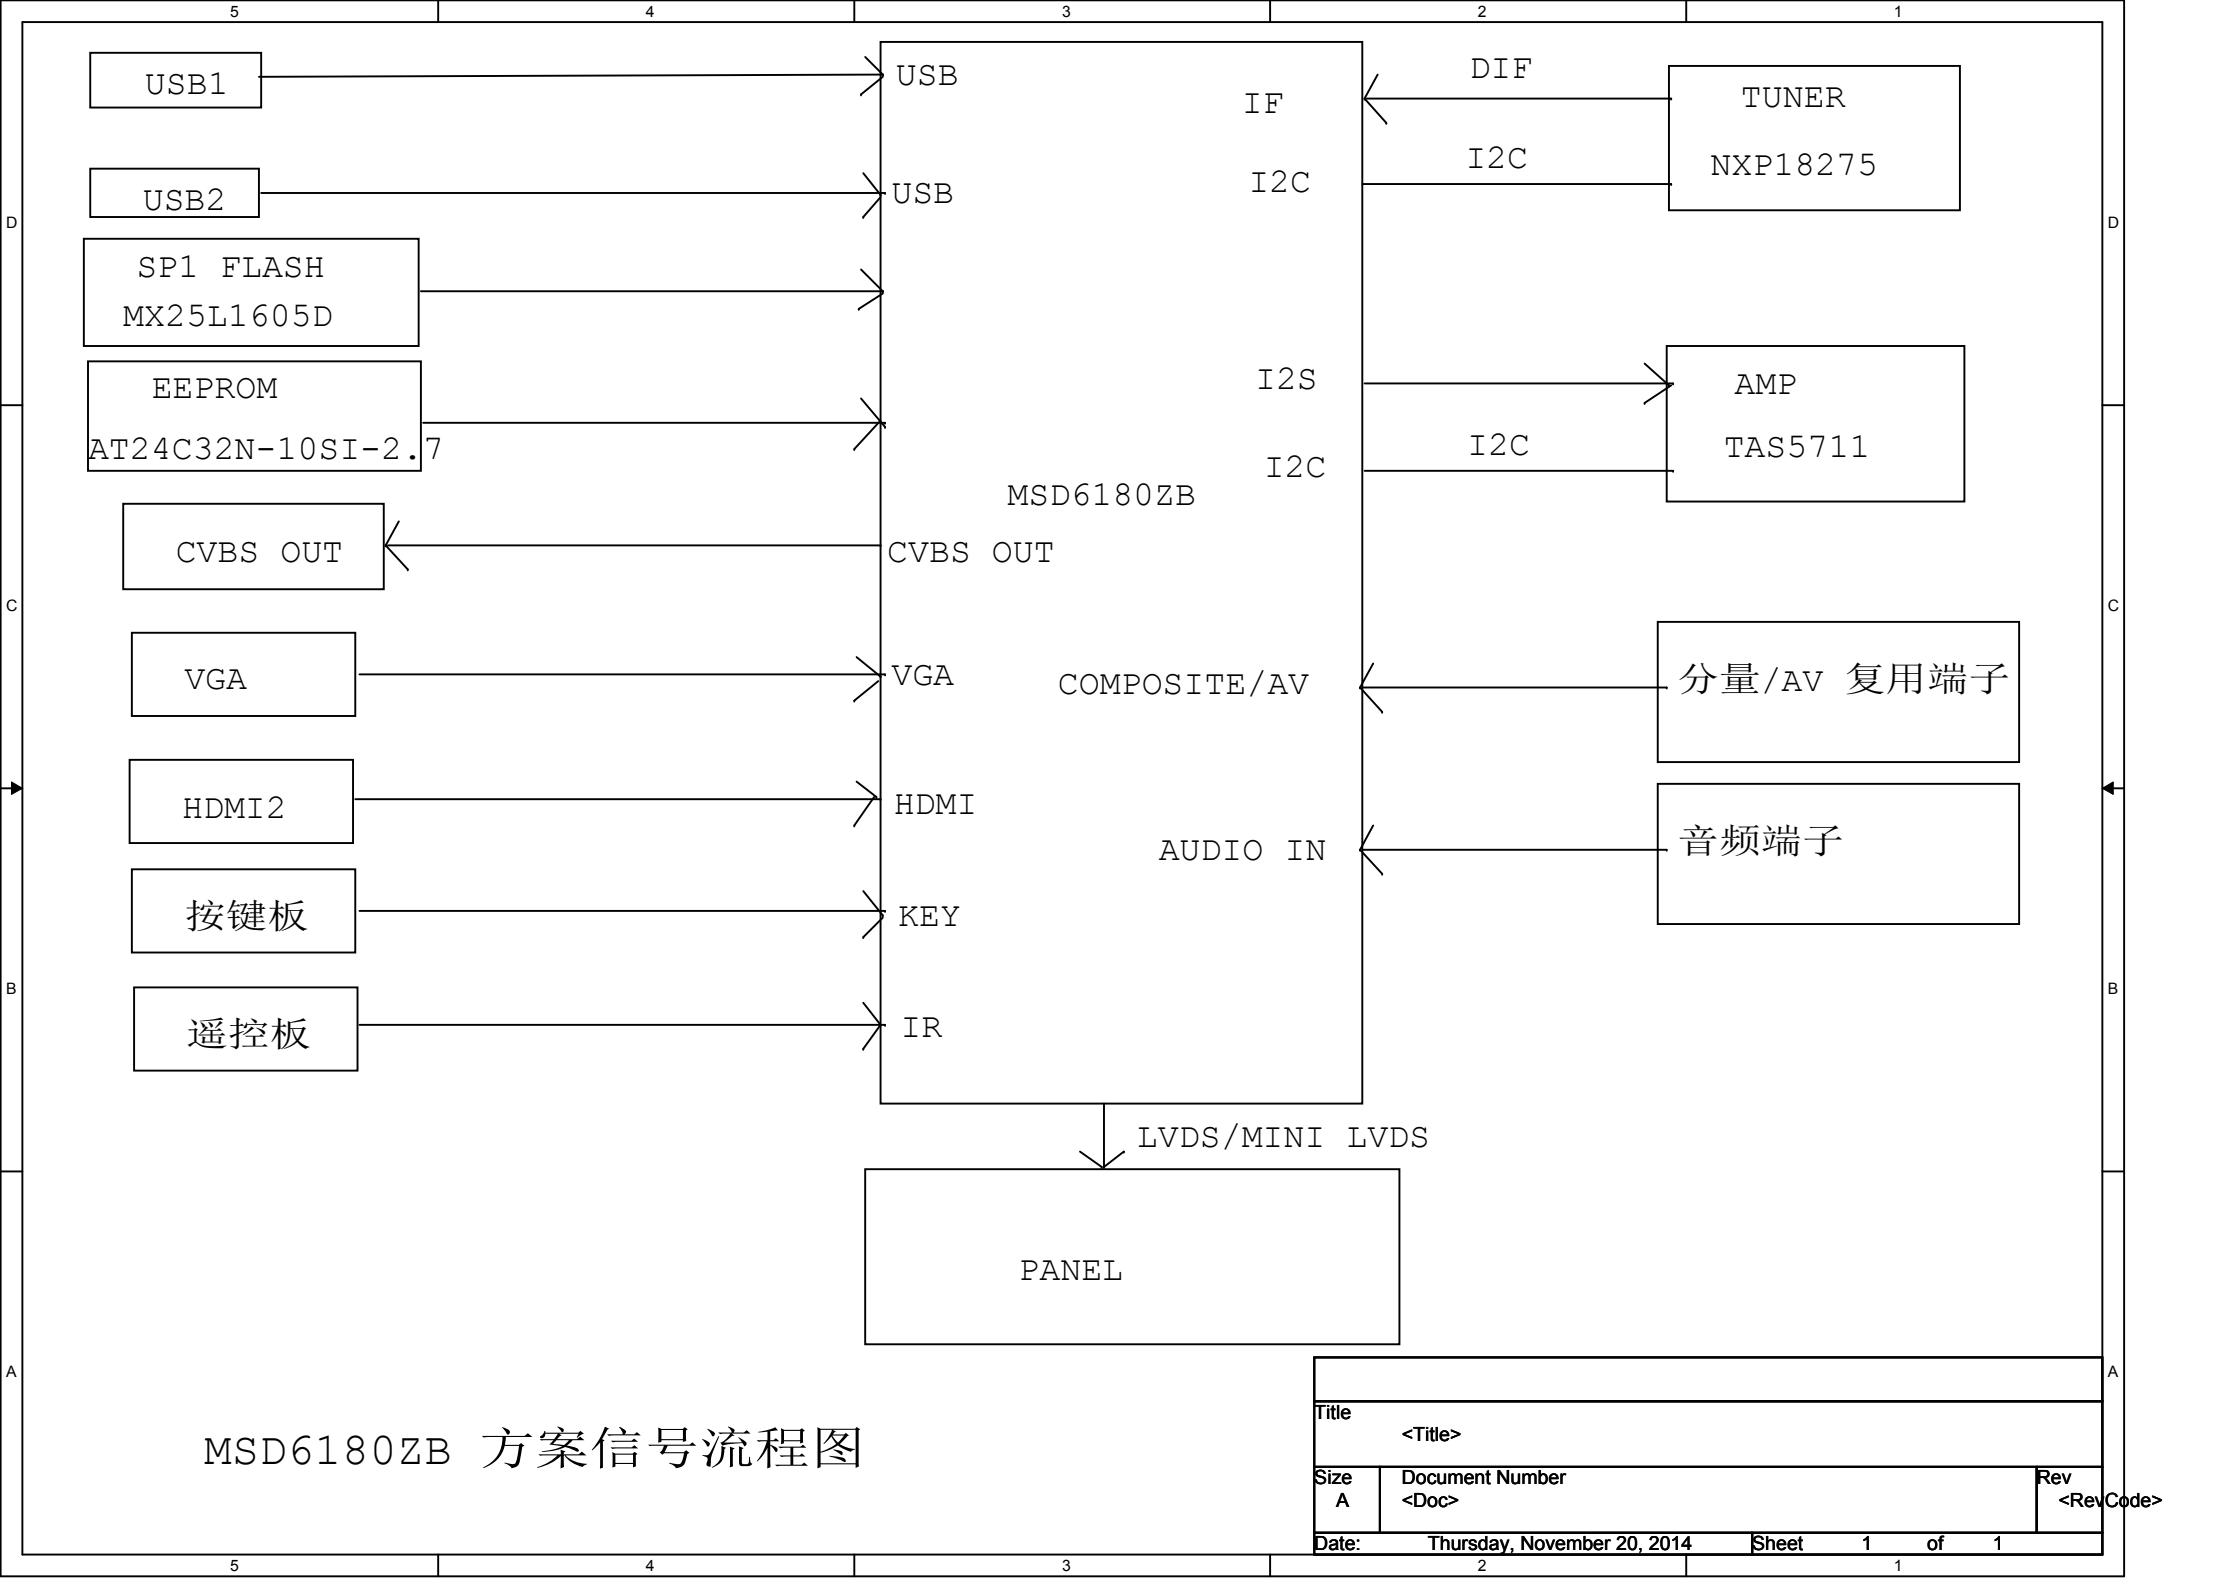 5 4 3 2 1
USB1
USB
DIF
TUNER
IF
I2C
NXP18275
I2C
USB2
USB
D
D
SP1 FLASH
MX25L1605D
EEPROM
AT24C32N-10SI-2.7
I2S
AMP
I2C
TAS5711
I2C
MSD6180ZB
CVBS OUT
CVBS OUT
C
C
VGA
VGA
COMPOSITE/AV
分量/AV 复用端子
HDMI2
HDMI
AUDIO IN
音频端子
按键板
KEY
B
B
遥控板
IR
LVDS/MINI LVDS
PANEL
A
A
MSD6180ZB 方案信号流程图
Title
<Title>
Size
A
Document Number
<Doc>
Rev
<RevCode>
Date: Thursday, November 20, 2014 Sheet 1 of 1
5 4 3 2 1